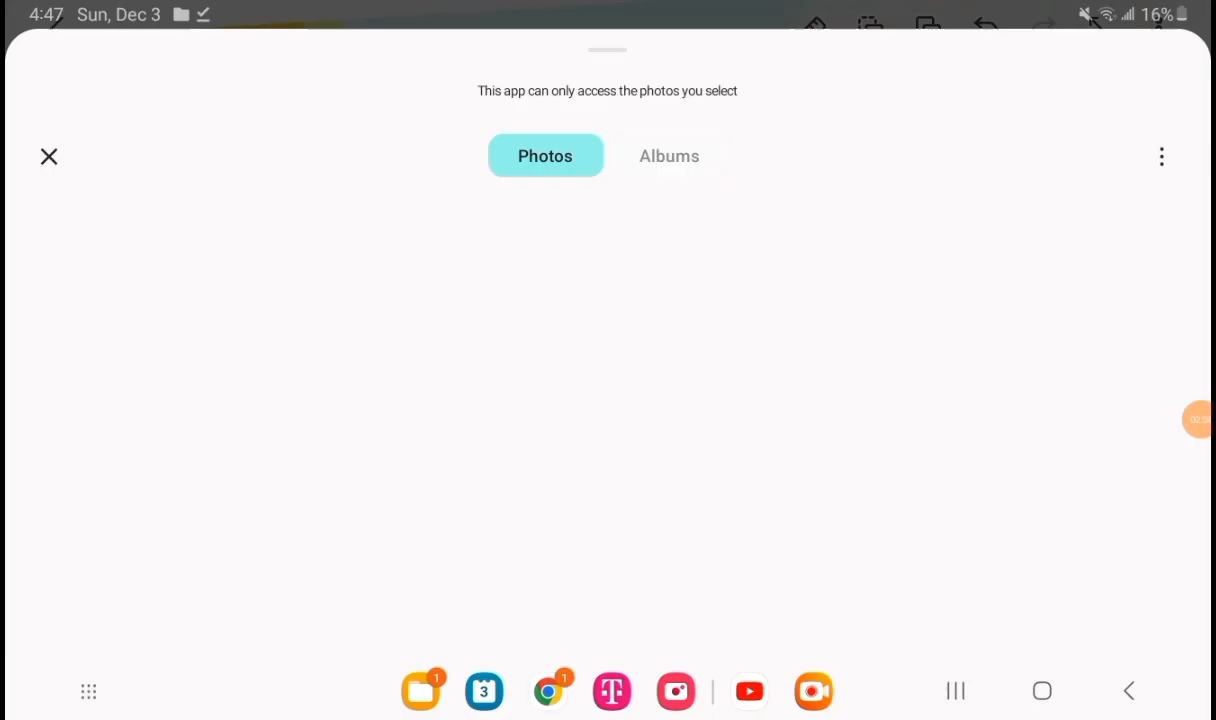 4:47 Sun, Dec 3 16%
This app can only access the photos you select
Photos Albums
1 3 1 T